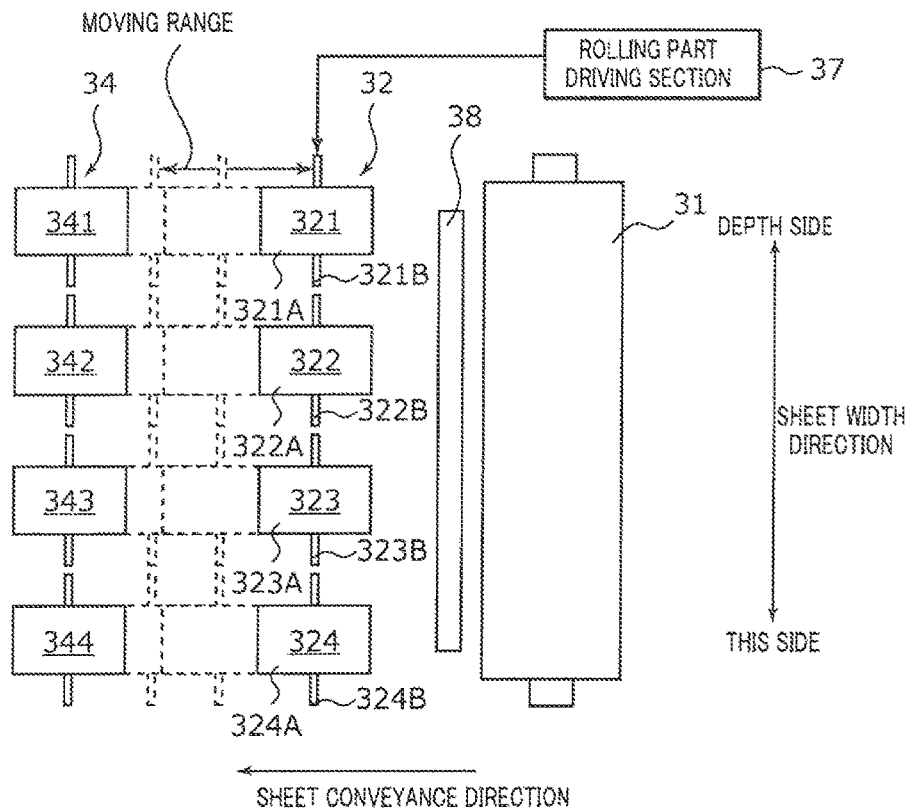 MOVING RANGE
ROLLING PART
DRIVING SECTION
37
34
32
38
341
321
31
DEPTH SIDE
321B
321A
342
322
322B
322A
SHEET WIDTH
DIRECTION
343
323
323B
323A
344
324
THIS SIDE
324B
324A
SHEET CONVEYANCE DIRECTION